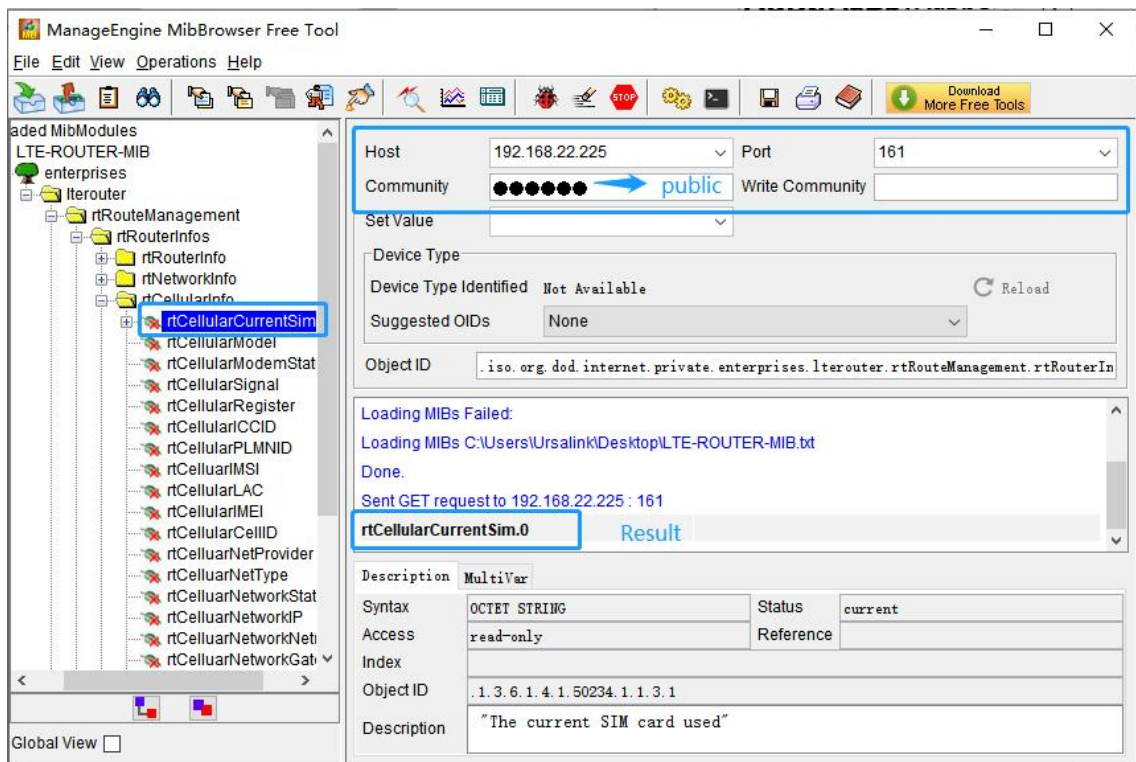 ManageEngine MibBrowser Free Tool
File Edit View Operations Help
STOP
Download
More Free Tools
aded MibModules
LTE-ROUTER-MIB
enterprises
lterouter
rtRouteManagement
rtRouterInfos
rtRouterInfo
rtNetworkInfo
rtCellularInfo
rtCellularCurrentSim
rtCellularModel
rtCellularModemStat
rtCellularSignal
rtCellularRegister
rtCellularICCID
rtCellularPLMNID
rtCelluarIMSI
rtCellularLAC
rtCellularIMEI
rtCellularCellID
rtCelluarNetProvider
rtCelluarNetType
rtCelluarNetworkStat
rtCelluarNetworkIP
rtCelluarNetworkNet
rtCelluarNetworkGat
Global View
Host 192.168.22.225 Port 161
Community ●●●●●● public Write Community
Set Value
Device Type
Device Type Identified Not Available Reload
Suggested OIDs None
Object ID .iso.org.dod.internet.private.enterprises.lterouter.rtRouteManagement.rtRouterIn
Loading MIBs Failed:
Loading MIBs C:\Users\Ursalink\Desktop\LTE-ROUTER-MIB.txt
Done.
Sent GET request to 192.168.22.225 : 161
rtCellularCurrentSim.0 Result
Description MultiVar
Syntax OCTET STRING Status current
Access read-only Reference
Index
Object ID .1.3.6.1.4.1.50234.1.1.3.1
Description "The current SIM card used"